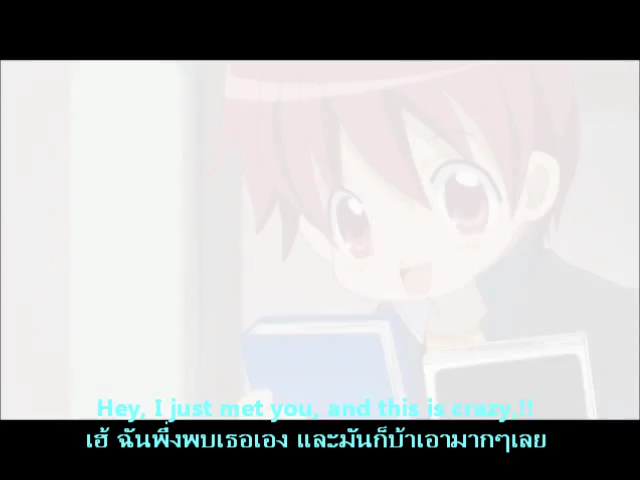 Hey, I just met you, and this is crazy,!!
เฮ้ ฉันพึ่งพบเธอเอง และมันก็บ้าเอามากๆเลย